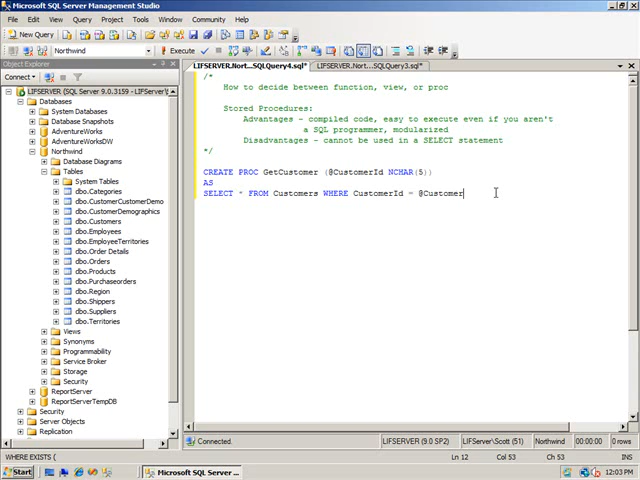 Microsoft SQL Server Management Studio
File Edit View Query Project Tools Window Community Help
New Query
Northwind Execute
Object Explorer
LIFSERVER.Nort...SQLQuery4.sql* LIFSERVER.Nort...SQLQuery3.sql*
Connect
LIFSERVER (SQL Server 9.0.3159 - LIFServer
Databases
System Databases
Database Snapshots
AdventureWorks
AdventureWorksDW
Northwind
Database Diagrams
Tables
System Tables
dbo.Categories
dbo.CustomerCustomerDemo
dbo.CustomerDemographics
dbo.Customers
dbo.Employees
dbo.EmployeeTerritories
dbo.Order Details
dbo.Orders
dbo.Products
dbo.Purchaseorders
dbo.Region
dbo.Shippers
dbo.Suppliers
dbo.Territories
Views
Synonyms
Programmability
Service Broker
Storage
Security
ReportServer
ReportServerTempDB
Security
Server Objects
Replication
/*
How to decide between function, view, or proc
Stored Procedures:
Advantages - compiled code, easy to execute even if you aren't
a SQL programmer, modularized
Disadvantages - cannot be used in a SELECT statement
*/
CREATE PROC GetCustomer (@CustomerId NCHAR(5))
AS
SELECT * FROM Customers WHERE CustomerId = @Customer
Connected. LIFSERVER (9.0 SP2) LIFServer\Scott (51) Northwind 00:00:00 0 rows
WHERE EXISTS ( Ln 12 Col 53 Ch 53 INS
Start Microsoft SQL Server ... 12:03 PM